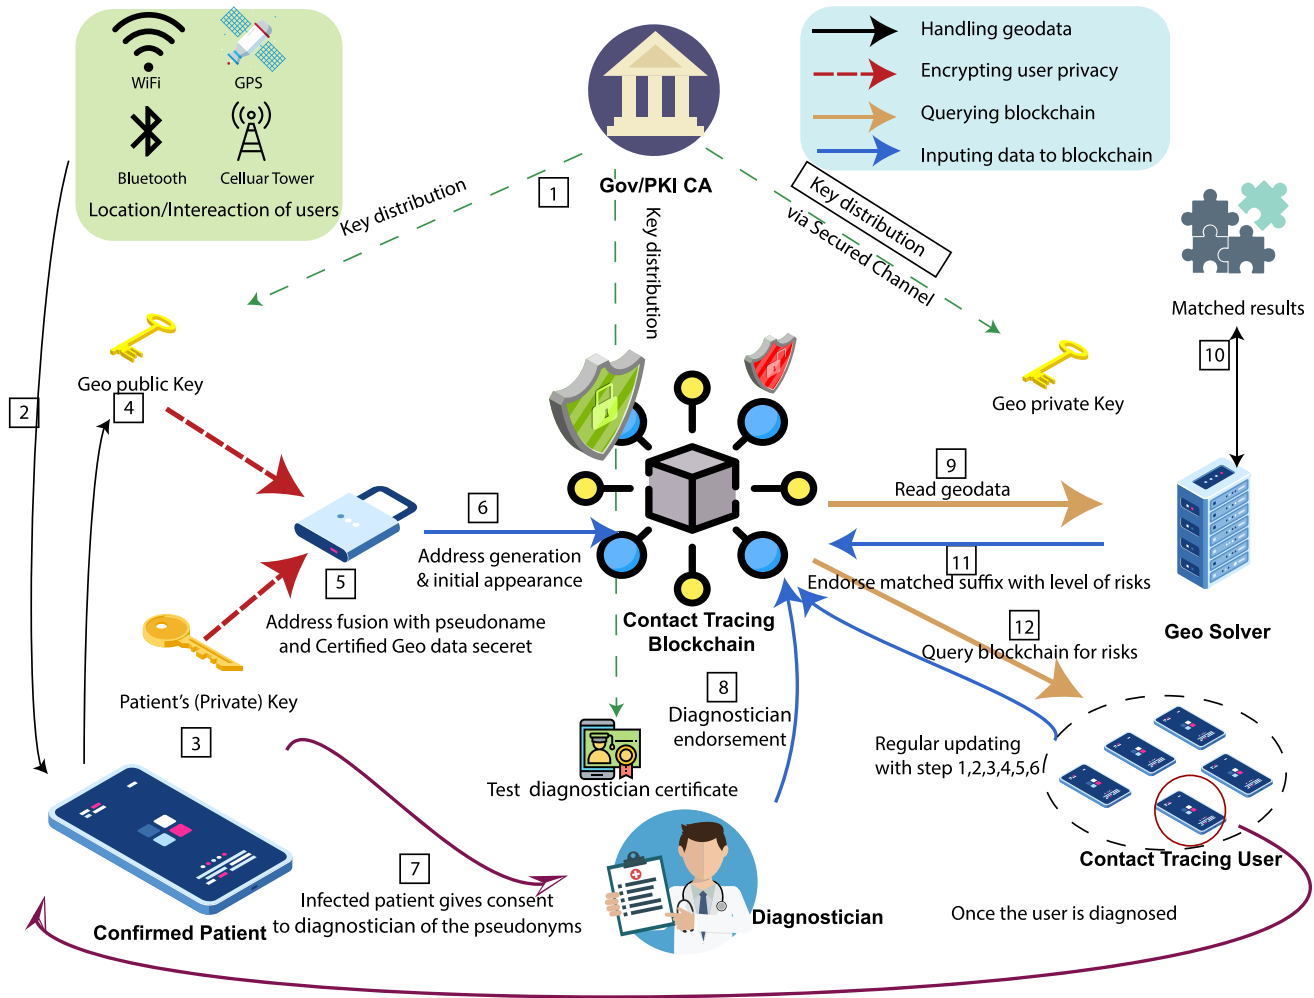 WiFi
GPS
Bluetooth
Celluar Tower
Location/Intereaction of users
Gov/PKI CA
Handling geodata
Encrypting user privacy
Querying blockchain
Inputing data to blockchain
1
Key distribution
Key distribution
Key distribution
via Secured Channel
Matched results
10
Geo public Key
4
2
Geo private Key
9
Read geodata
6
Address generation
& initial appearance
5
Address fusion with pseudoname
and Certified Geo data seceret
11
Endorse matched suffix with level of risks
Contact Tracing
Blockchain
Geo Solver
12
Query blockchain for risks
Patient's (Private) Key
3
8
Diagnostician
endorsement
Regular updating
with step 1,2,3,4,5,6
Test diagnostician certificate
Contact Tracing User
7
Infected patient gives consent
to diagnostician of the pseudonyms
Confirmed Patient
Diagnostician
Once the user is diagnosed